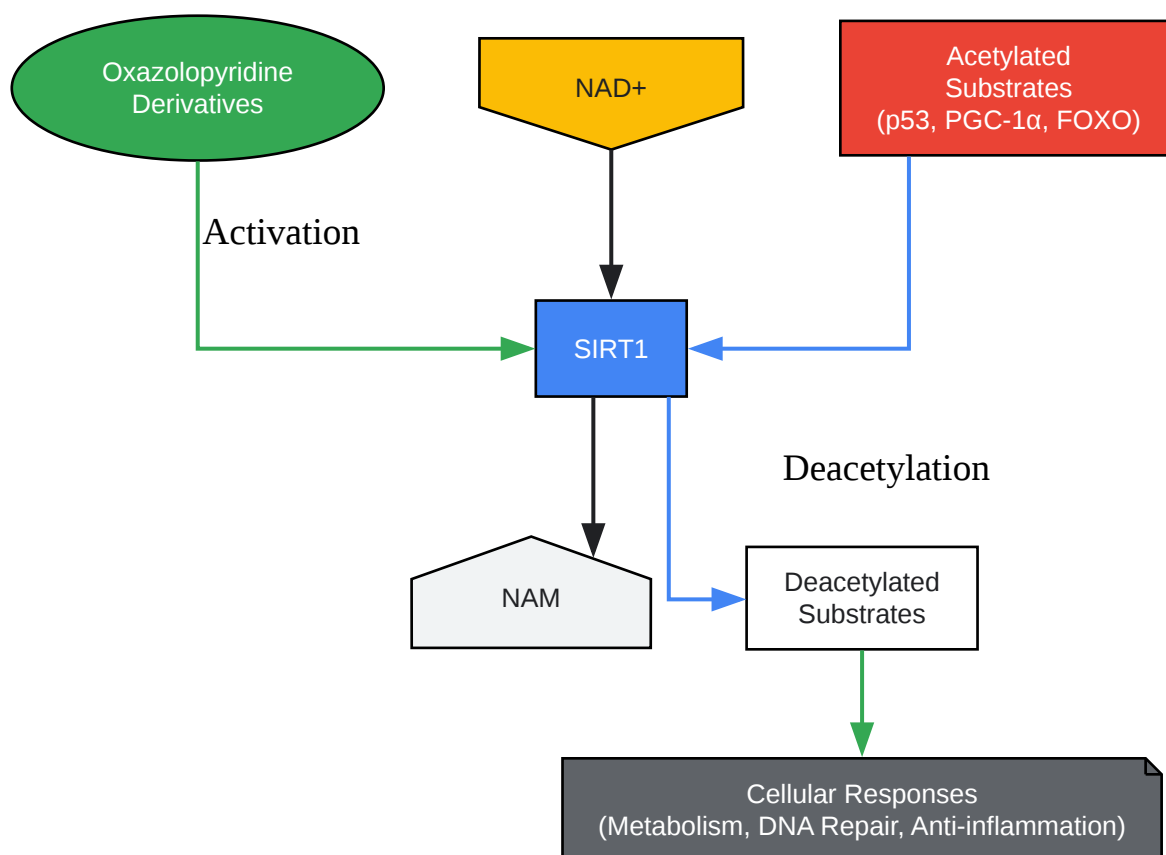 Oxazolopyridine
Derivatives
NAD+
Acetylated
Substrates
(p53, PGC-1α, FOXO)
Activation
SIRT1
Deacetylation
NAM
Deacetylated
Substrates
Cellular Responses
(Metabolism, DNA Repair, Anti-inflammation)